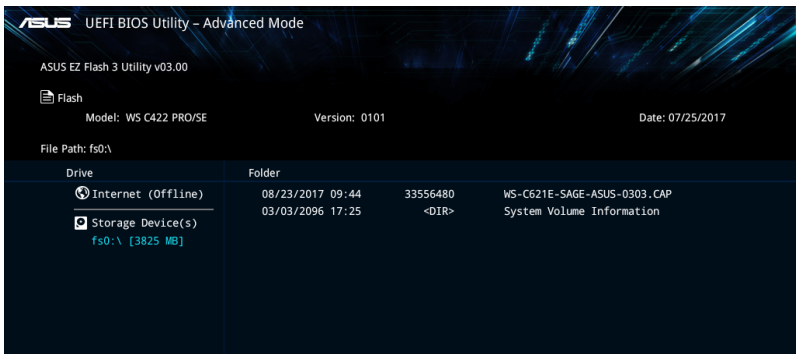 ASUS UEFI BIOS Utility – Advanced Mode
ASUS EZ Flash 3 Utility v03.00
Flash
Model: WS C422 PRO/SE Version: 0101 Date: 07/25/2017
File Path: fs0:\
Drive Folder
Internet (Offline) 08/23/2017 09:44 33556480 WS-C621E-SAGE-ASUS-0303.CAP
03/03/2096 17:25 <DIR> System Volume Information
Storage Device(s)
fs0:\ [3825 MB]